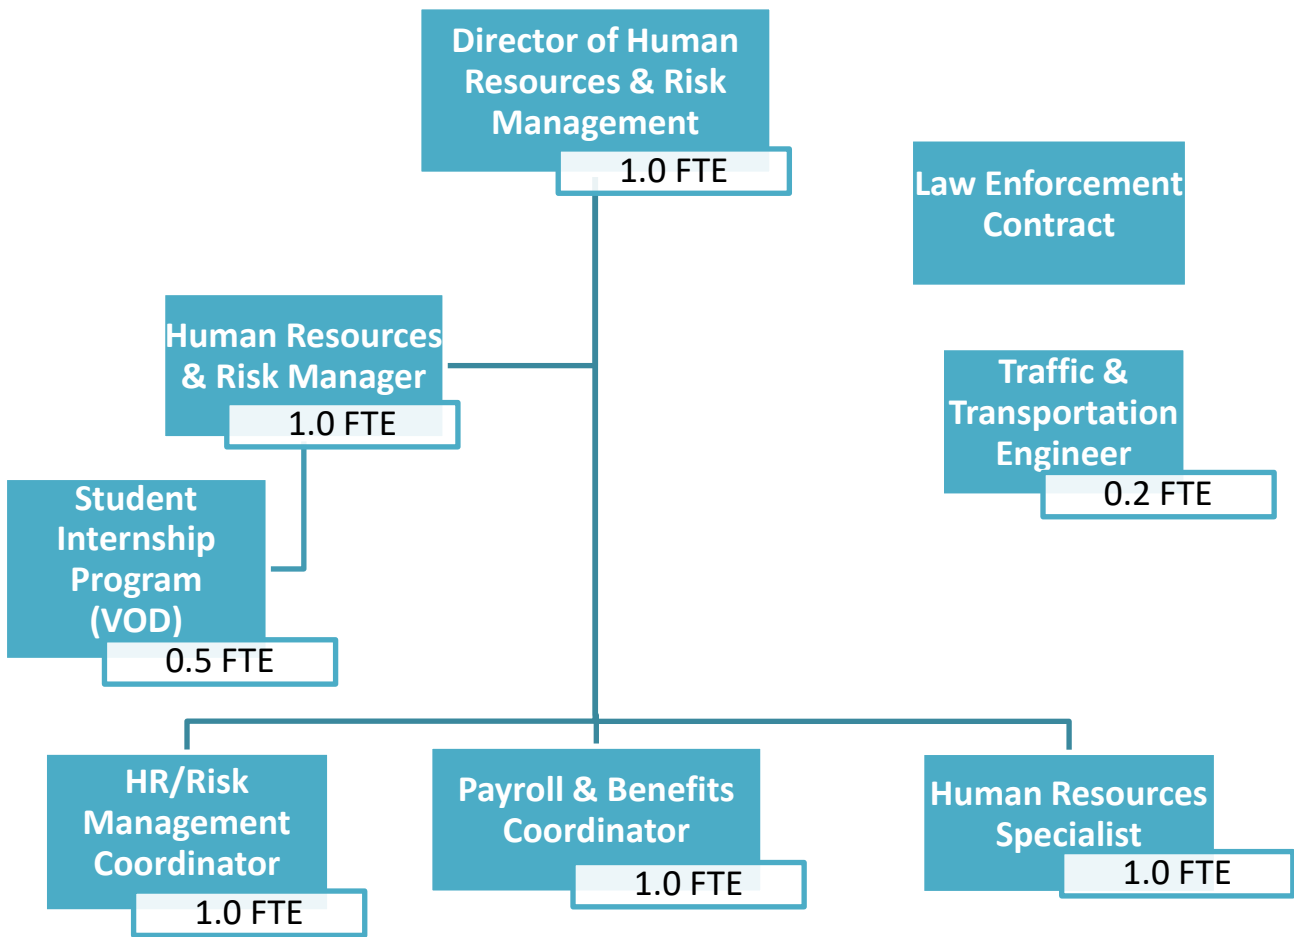 Director of Human
Resources & Risk
Management
1.0 FTE
Law Enforcement
Contract
Human Resources
& Risk Manager
1.0 FTE
Traffic &
Transportation
Engineer
0.2 FTE
Student
Internship
Program
(VOD)
0.5 FTE
HR/Risk
Management
Coordinator
1.0 FTE
Payroll & Benefits
Coordinator
1.0 FTE
Human Resources
Specialist
1.0 FTE